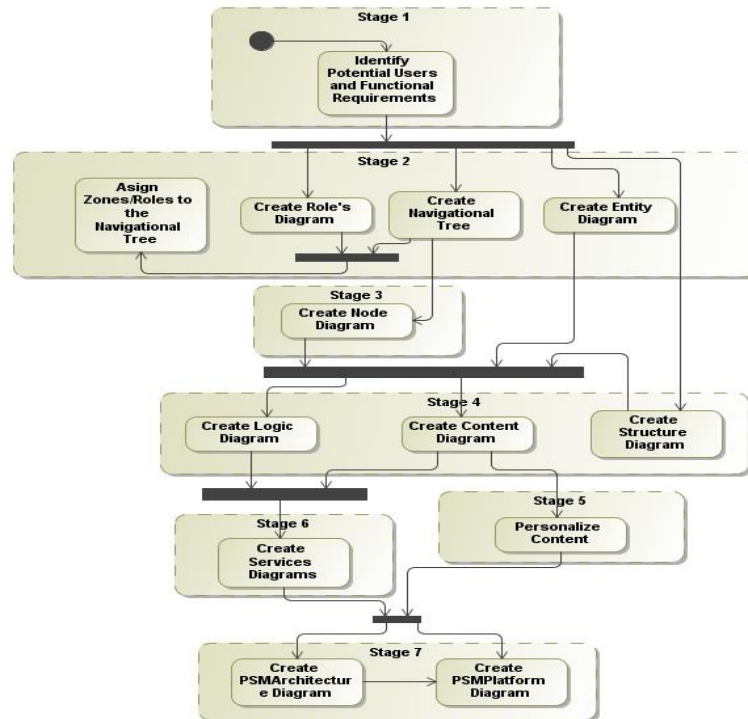 Stage 1
Identify
Potential Users
and Functional
Requirements
Stage 2
Asign
Zones/Roles to
the
Navigational
Tree
Create Role's
Diagram
Create
Navigational
Tree
Create Entity
Diagram
Stage 3
Create Node
Diagram
Stage 4
Create Logic
Diagram
Create Content
Diagram
Create
Structure
Diagram
Stage 5
Personalize
Content
Stage 6
Create
Services
Diagrams
Stage 7
Create
PSMArchitectur
e Diagram
Create
PSMPlatform
Diagram